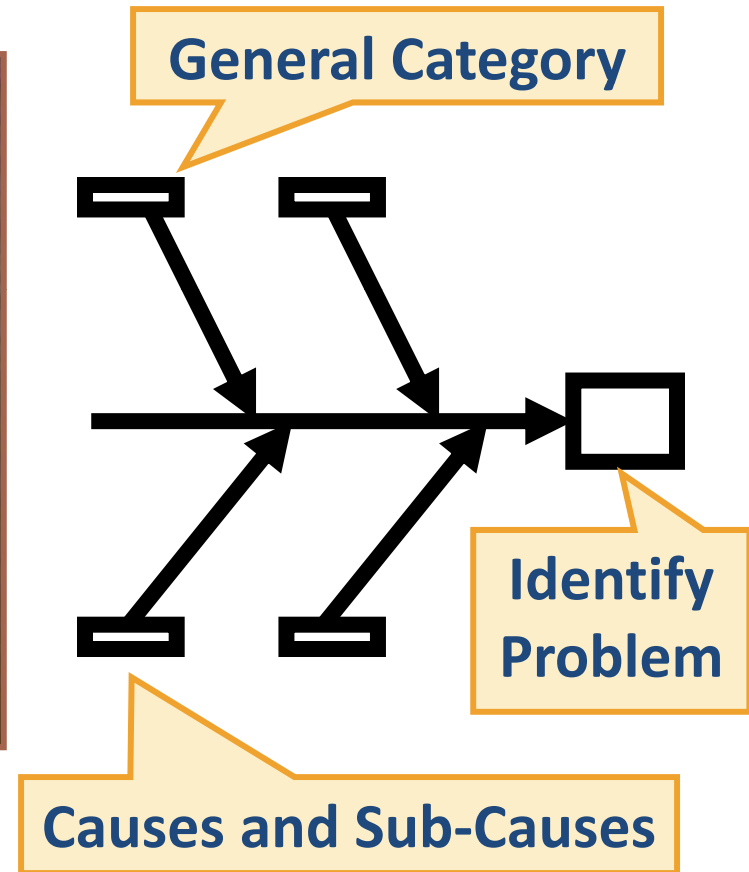 General Category
Identify
Problem
Causes and Sub-Causes